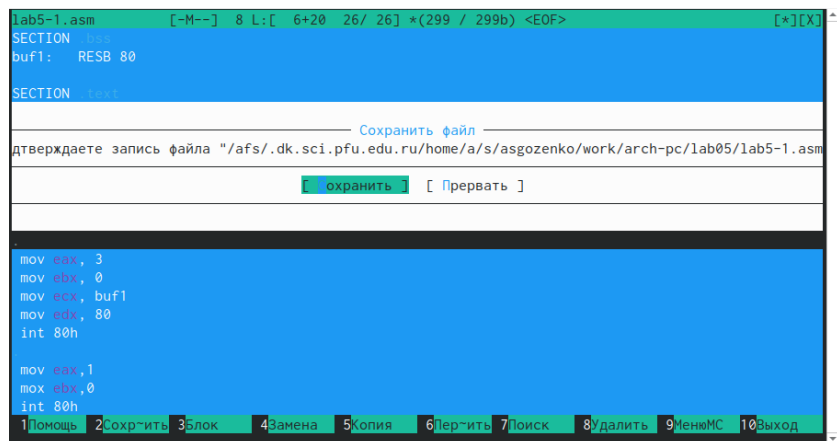 lab5-1.asm [-M--] 8 L:[ 6+20 26/ 26] *(299 / 299b) <EOF> [*][X]
SECTION .bss
buf1: RESB 80
SECTION .text
Сохранить файл
дтверждаете запись файла "/afs/.dk.sci.pfu.edu.ru/home/a/s/asgozenko/work/arch-pc/lab05/lab5-1.asm
[ Сохранить ] [ Прервать ]
mov eax, 3
mov ebx, 0
mov ecx, buf1
mov edx, 80
int 80h
mov eax,1
mox ebx,0
int 80h
1Помощь 2Сохр~ить 3Блок 4Замена 5Копия 6Пер~ить 7Поиск 8Удалить 9МенюМС 10Выход